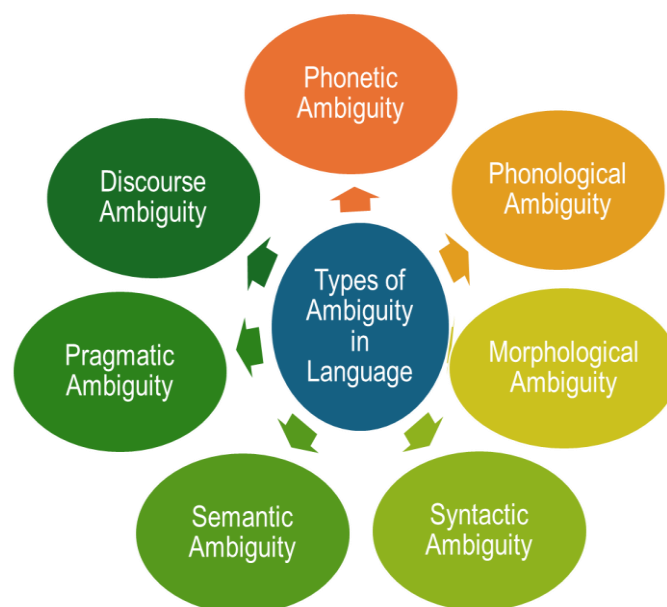 Phonetic
Ambiguity
Phonological
Ambiguity
Morphological
Ambiguity
Syntactic
Ambiguity
Semantic
Ambiguity
Pragmatic
Ambiguity
Discourse
Ambiguity
Types of
Ambiguity
in
Language